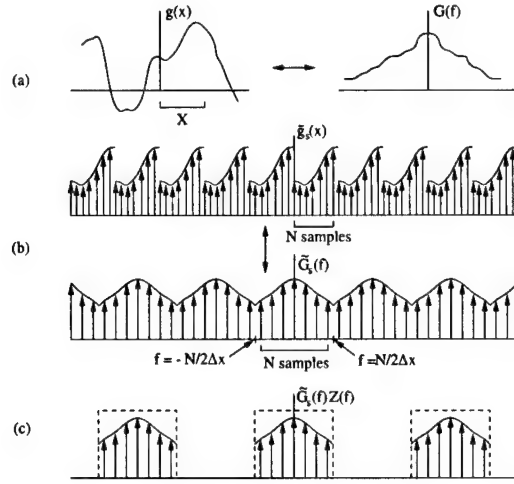 g(x)
G(f)
(a)
X
g̃ₛ(x)
N samples
(b)
G̃ₛ(f)
f = - N/2Δx
N samples
f =N/2Δx
(c)
G̃ₛ(f)Z(f)